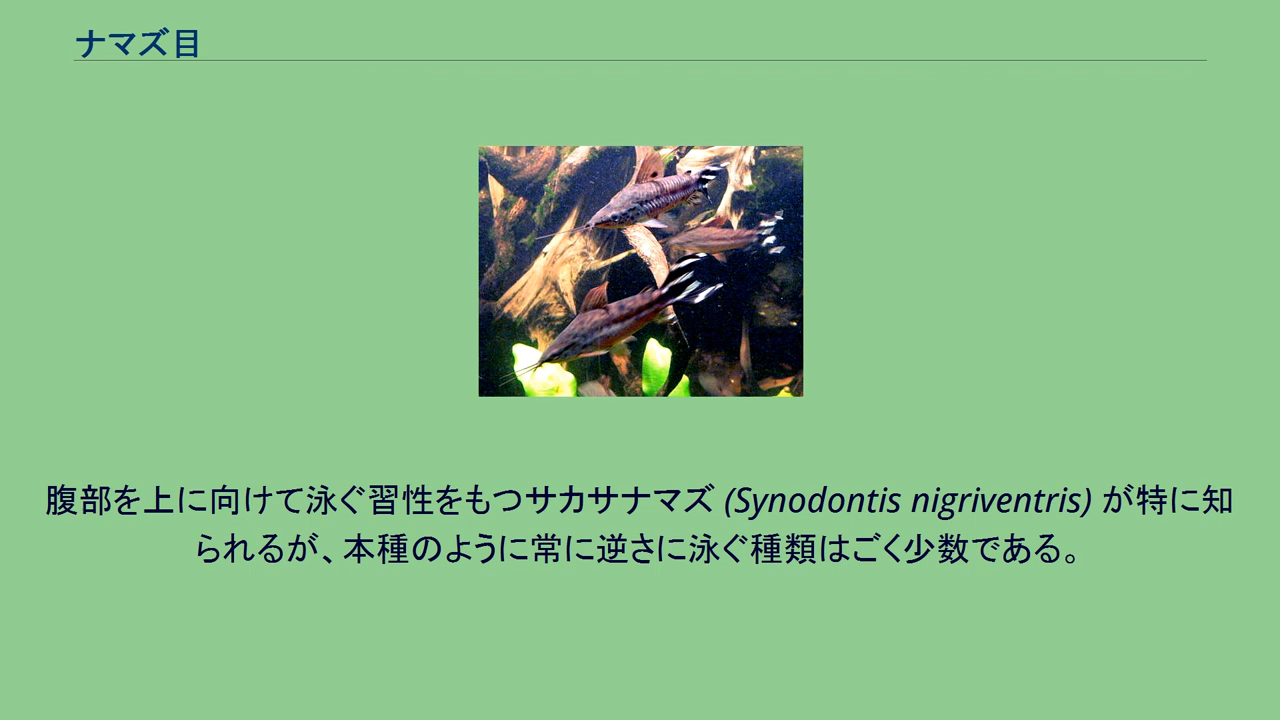 ナマズ目
腹部を上に向けて泳ぐ習性をもつサカサナマズ (Synodontis nigriventris) が特に知
られるが、本種のように常に逆さに泳ぐ種類はごく少数である。